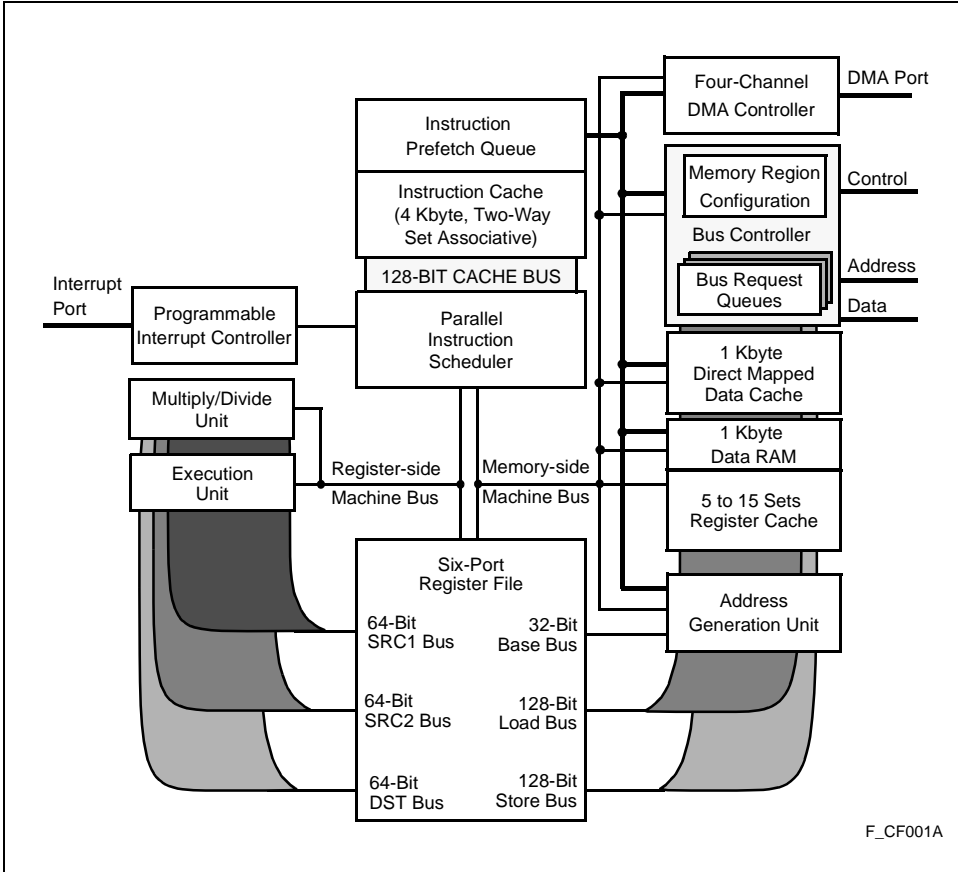 Four-Channel
DMA Controller
DMA Port
Instruction
Prefetch Queue
Memory Region
Configuration
Control
Instruction Cache
(4 Kbyte, Two-Way
Set Associative)
Bus Controller
128-BIT CACHE BUS
Bus Request
Queues
Address
Data
Interrupt
Port
Programmable
Interrupt Controller
Parallel
Instruction
Scheduler
1 Kbyte
Direct Mapped
Data Cache
Multiply/Divide
Unit
1 Kbyte
Data RAM
Execution
Unit
Register-side
Machine Bus
Memory-side
Machine Bus
5 to 15 Sets
Register Cache
Six-Port
Register File
Address
Generation Unit
64-Bit
SRC1 Bus
32-Bit
Base Bus
64-Bit
SRC2 Bus
128-Bit
Load Bus
64-Bit
DST Bus
128-Bit
Store Bus
F_CF001A